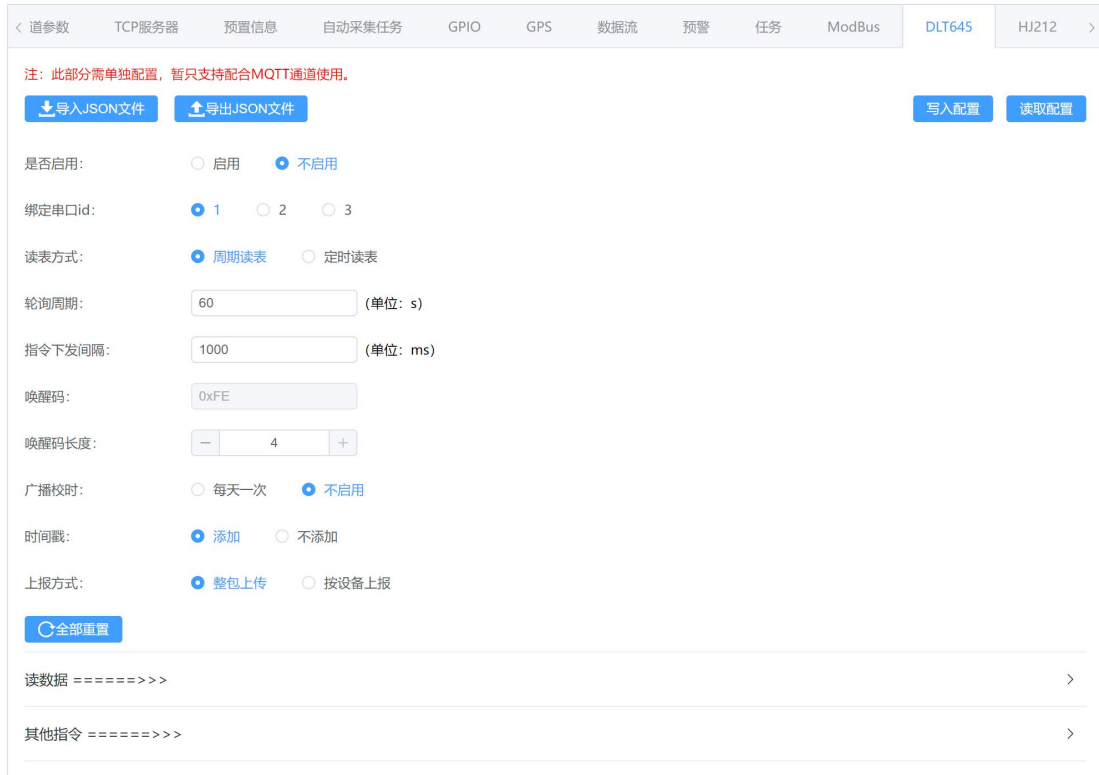 道参数 TCP服务器 预置信息 自动采集任务 GPIO GPS 数据流 预警 任务 ModBus DLT645 HJ212
注：此部分需单独配置，暂只支持配合MQTT通道使用。
导入JSON文件 导出JSON文件 写入配置 读取配置
是否启用： 启用 不启用
绑定串口id： 1 2 3
读表方式： 周期读表 定时读表
轮询周期： 60 (单位：s)
指令下发间隔： 1000 (单位：ms)
唤醒码： 0xFE
唤醒码长度： － 4 +
广播校时： 每天一次 不启用
时间戳： 添加 不添加
上报方式： 整包上传 按设备上报
全部重置
读数据 ======>>>
其他指令 ======>>>